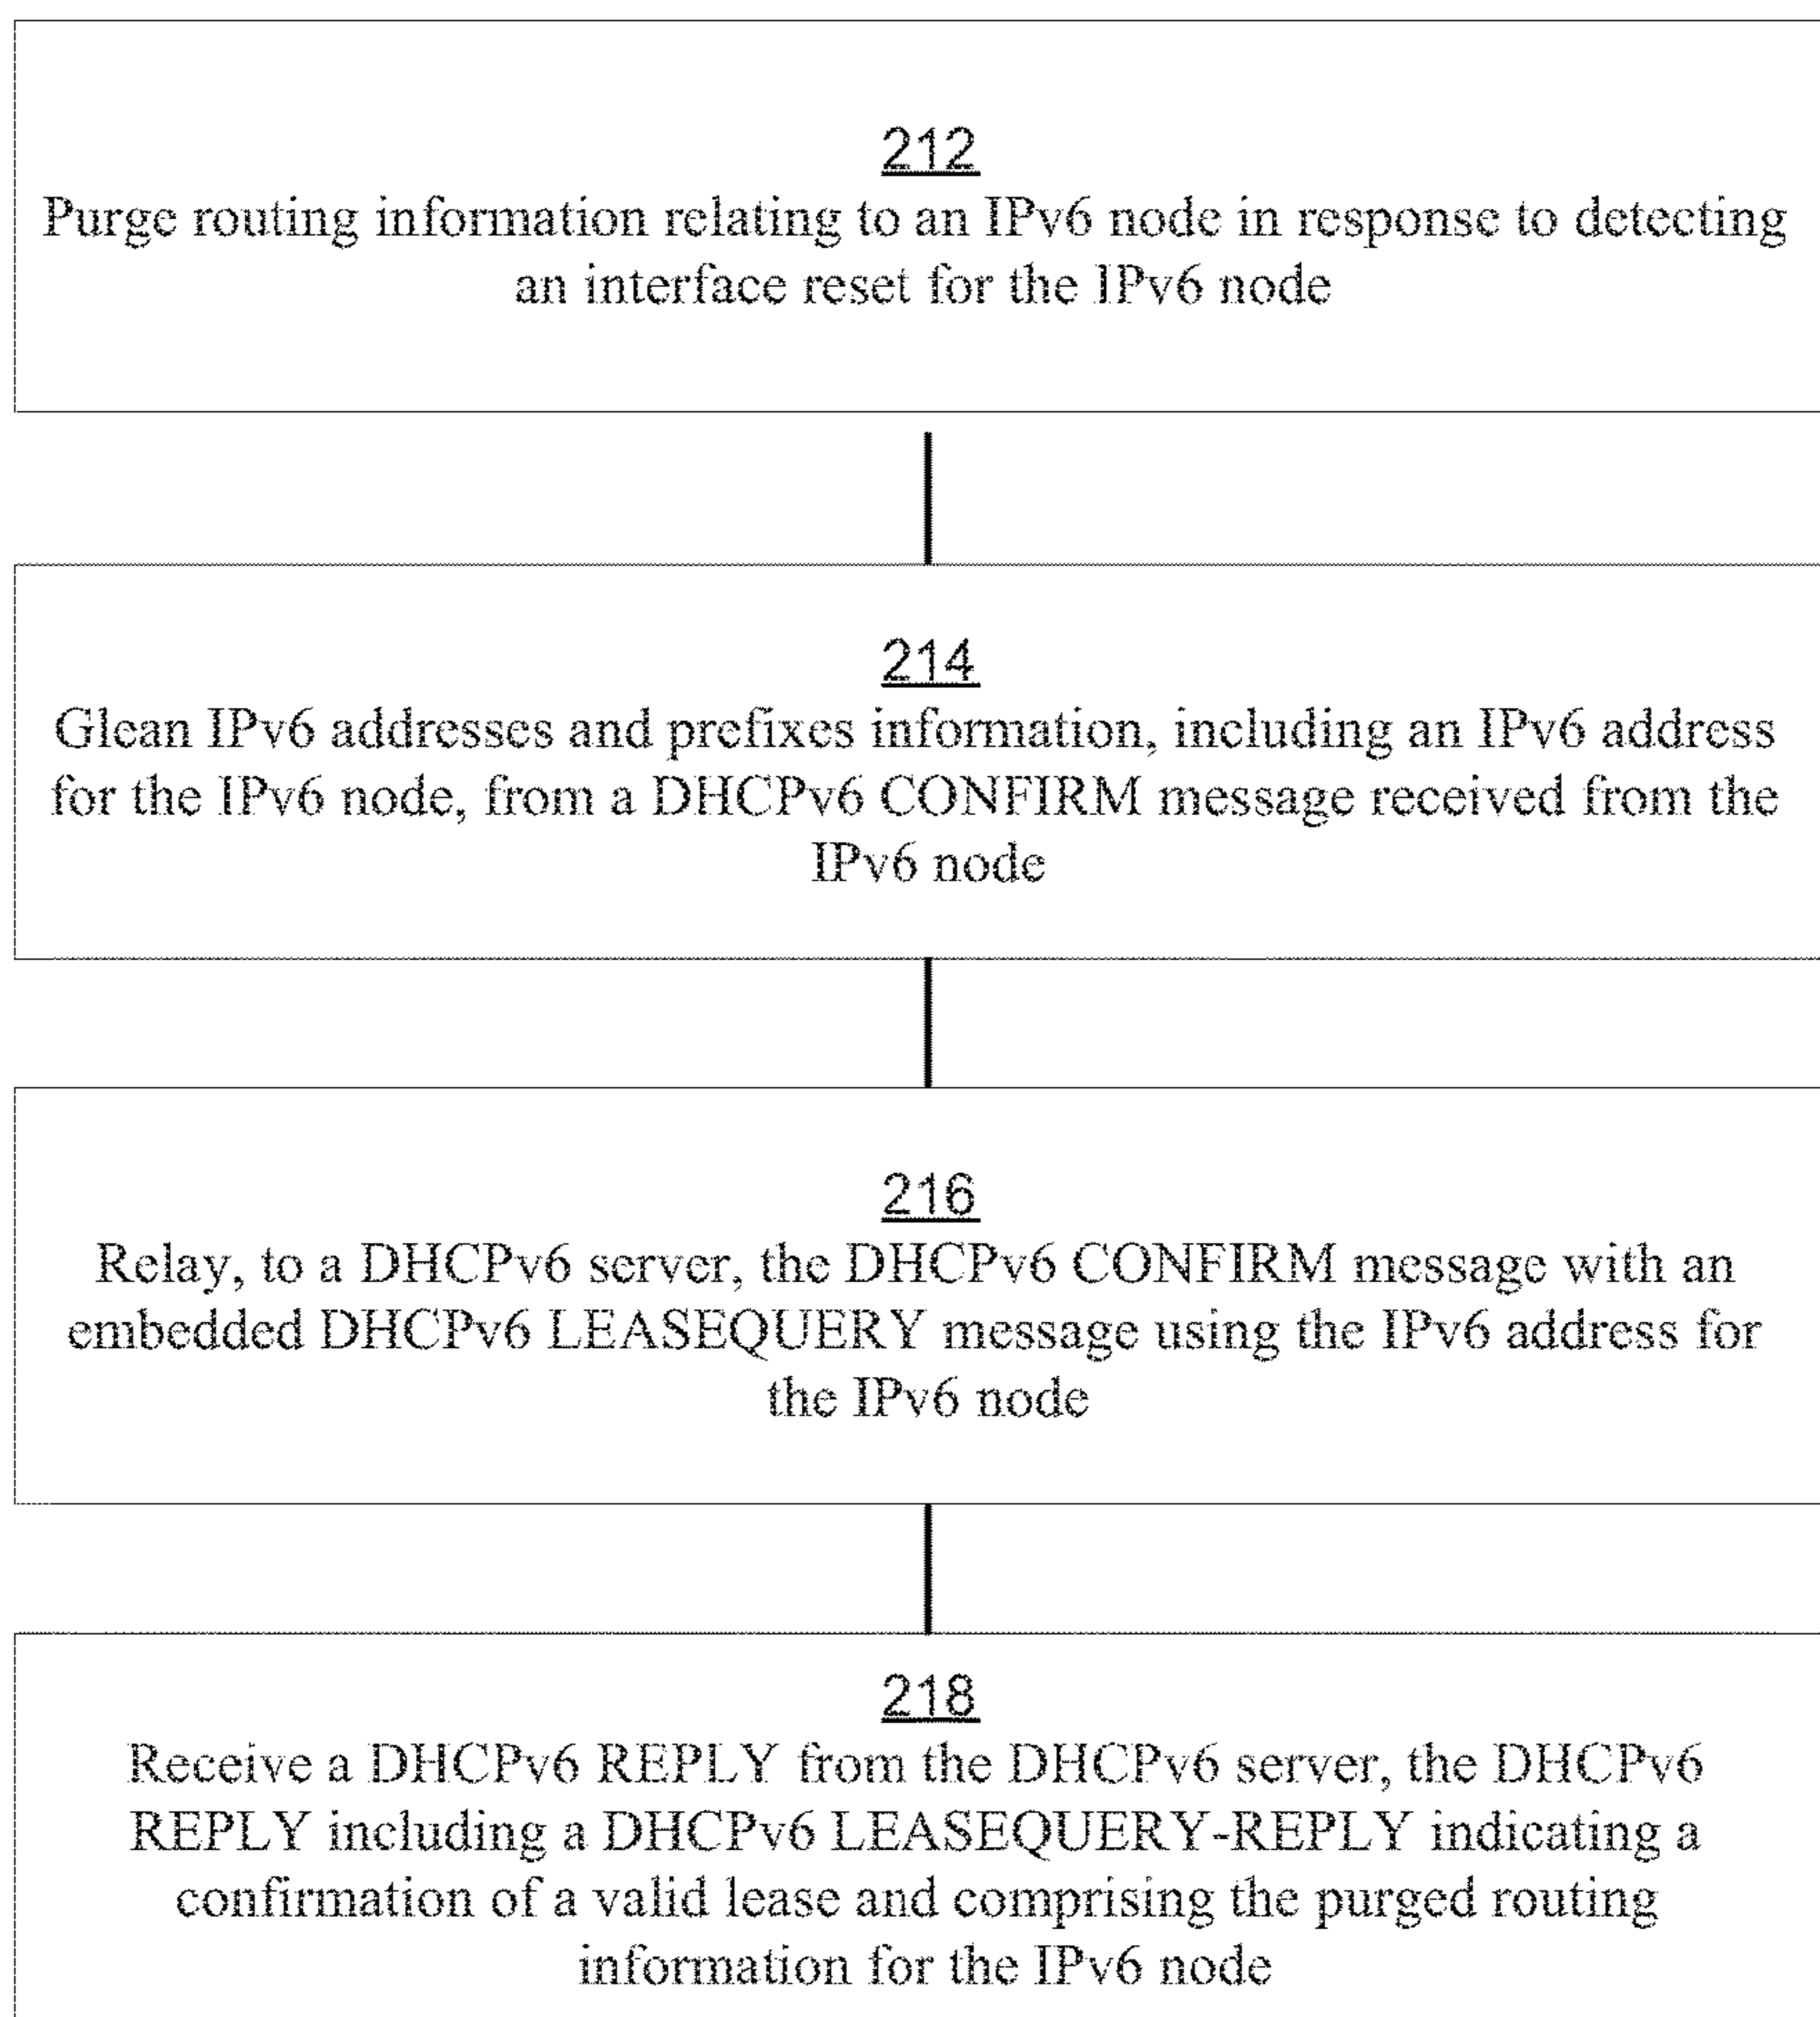 212
Purge routing information relating to an IPv6 node in response to detecting
an interface reset for the IPv6 node
214
Glean IPv6 addresses and prefixes information, including an IPv6 address
for the IPv6 node, from a DHCPv6 CONFIRM message received from the
IPv6 node
216
Relay, to a DHCPv6 server, the DHCPv6 CONFIRM message with an
embedded DHCPv6 LEASEQUERY message using the IPv6 address for
the IPv6 node
218
Receive a DHCPv6 REPLY from the DHCPv6 server, the DHCPv6
REPLY including a DHCPv6 LEASEQUERY-REPLY indicating a
confirmation of a valid lease and comprising the purged routing
information for the IPv6 node